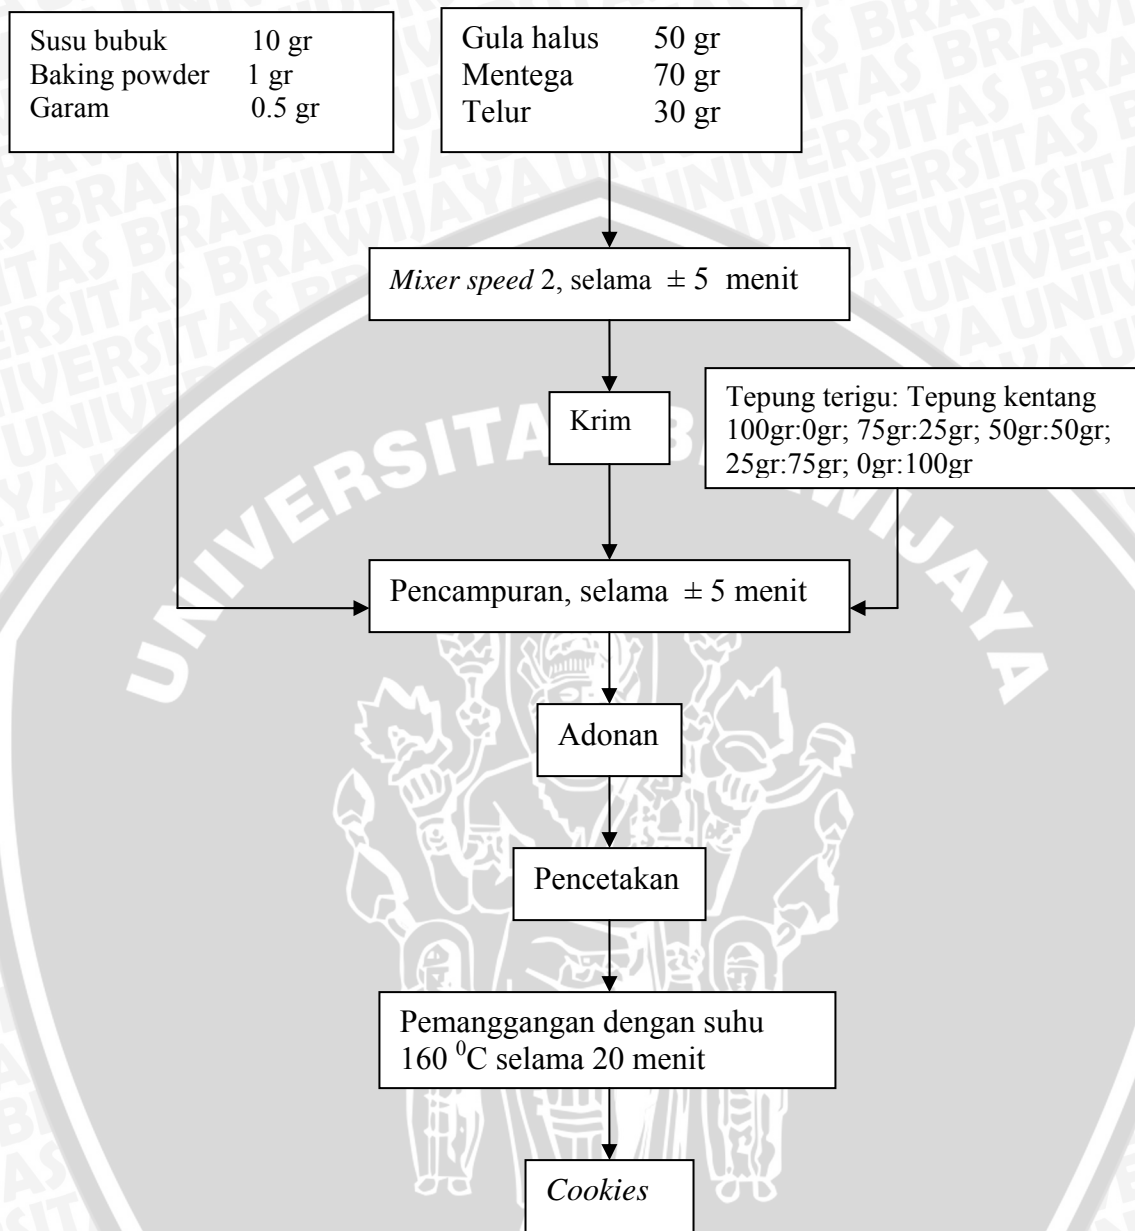 Susu bubuk 10 gr
Baking powder 1 gr
Garam 0.5 gr
Gula halus 50 gr
Mentega 70 gr
Telur 30 gr
Mixer speed 2, selama ± 5 menit
Krim
Tepung terigu: Tepung kentang
100gr:0gr; 75gr:25gr; 50gr:50gr;
25gr:75gr; 0gr:100gr
Pencampuran, selama ± 5 menit
Adonan
Pencetakan
Pemanggangan dengan suhu
160 ⁰C selama 20 menit
Cookies
UNIVERSITAS BRAWIJAYA